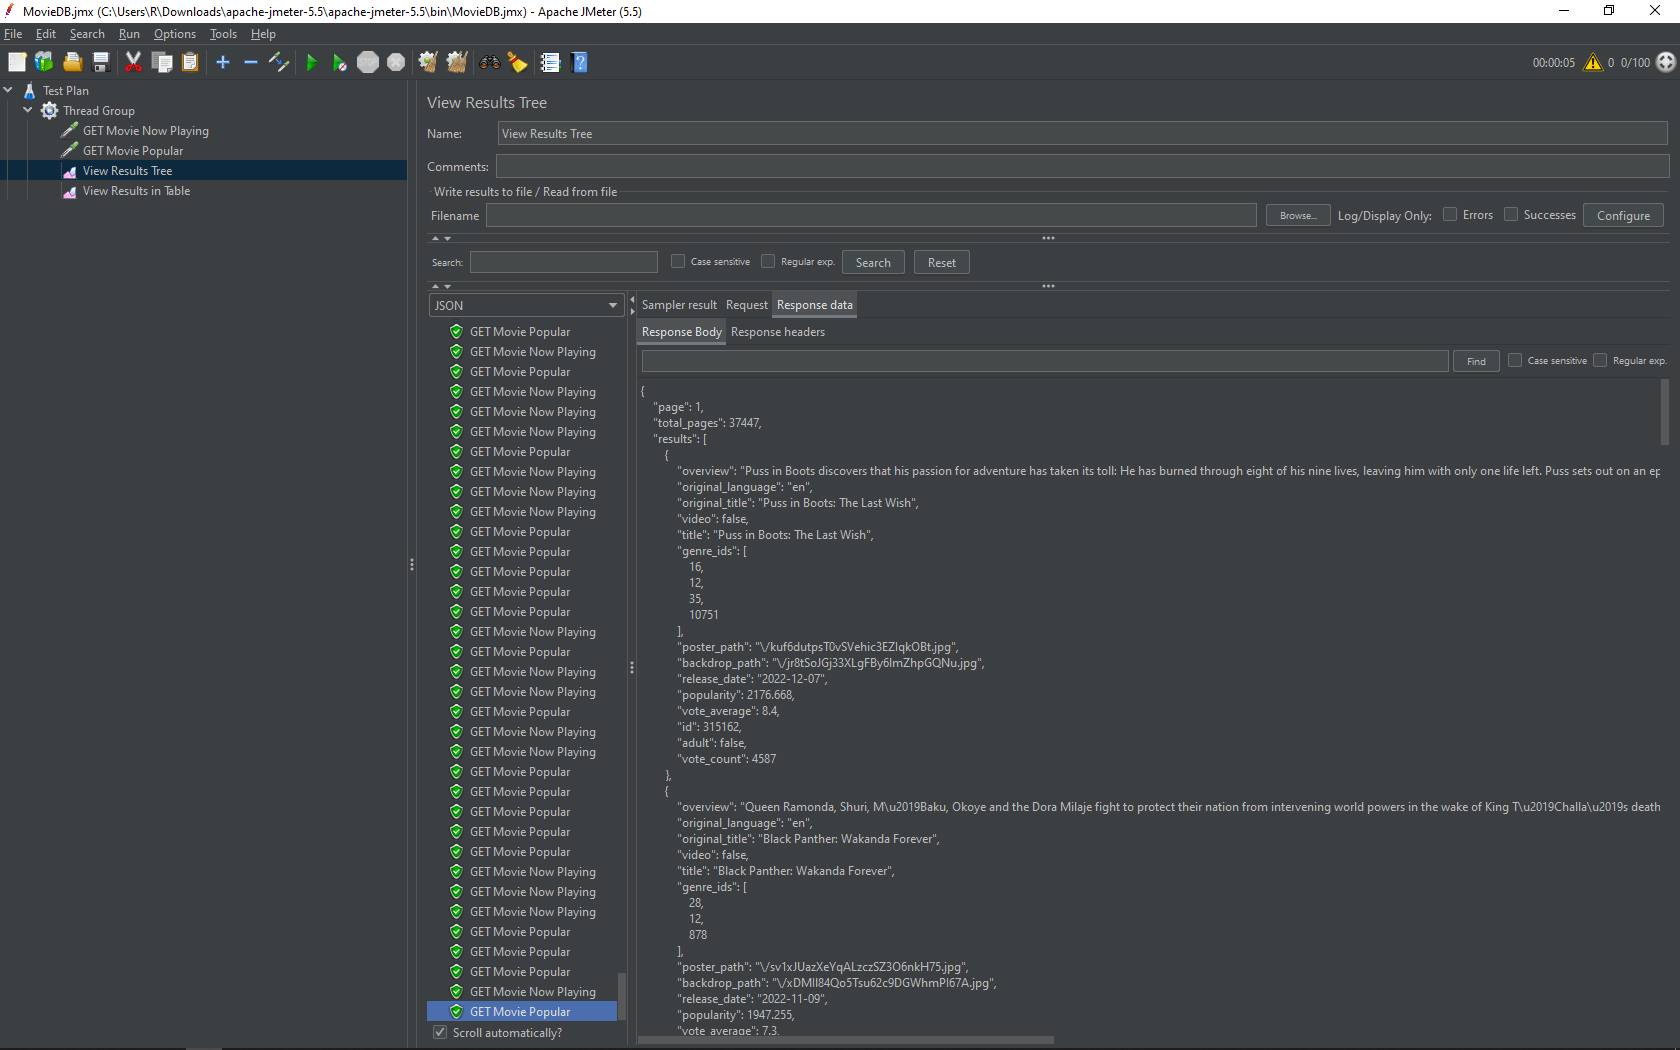 MovieDB.jmx (C:\Users\R\Downloads\apache-jmeter-5.5\apache-jmeter-5.5\bin\MovieDB.jmx) - Apache JMeter (5.5)
File Edit Search Run Options Tools Help
STOP
00:00:05 0 0/100
Test Plan
Thread Group
GET Movie Now Playing
GET Movie Popular
View Results Tree
View Results in Table
View Results Tree
Name: View Results Tree
Comments:
Write results to file / Read from file
Filename Browse... Log/Display Only: Errors Successes Configure
Search: Case sensitive Regular exp. Search Reset
JSON
GET Movie Popular
GET Movie Now Playing
GET Movie Popular
GET Movie Now Playing
GET Movie Now Playing
GET Movie Now Playing
GET Movie Popular
GET Movie Now Playing
GET Movie Now Playing
GET Movie Now Playing
GET Movie Popular
GET Movie Popular
GET Movie Popular
GET Movie Popular
GET Movie Popular
GET Movie Now Playing
GET Movie Popular
GET Movie Now Playing
GET Movie Now Playing
GET Movie Popular
GET Movie Now Playing
GET Movie Now Playing
GET Movie Popular
GET Movie Popular
GET Movie Popular
GET Movie Popular
GET Movie Popular
GET Movie Now Playing
GET Movie Now Playing
GET Movie Now Playing
GET Movie Popular
GET Movie Popular
GET Movie Popular
GET Movie Now Playing
GET Movie Popular
Scroll automatically?
Sampler result Request Response data
Response Body Response headers
Find Case sensitive Regular exp.
{
"page": 1,
"total_pages": 37447,
"results": [
{
"overview": "Puss in Boots discovers that his passion for adventure has taken its toll: He has burned through eight of his nine lives, leaving him with only one life left. Puss sets out on an ep
"original_language": "en",
"original_title": "Puss in Boots: The Last Wish",
"video": false,
"title": "Puss in Boots: The Last Wish",
"genre_ids": [
16,
12,
35,
10751
],
"poster_path": "\/kuf6dutpsT0vSVehic3EZIqkOBt.jpg",
"backdrop_path": "\/jr8tSoJGj33XLgFBy6lmZhpGQNu.jpg",
"release_date": "2022-12-07",
"popularity": 2176.668,
"vote_average": 8.4,
"id": 315162,
"adult": false,
"vote_count": 4587
},
{
"overview": "Queen Ramonda, Shuri, M\u2019Baku, Okoye and the Dora Milaje fight to protect their nation from intervening world powers in the wake of King T\u2019Challa\u2019s death
"original_language": "en",
"original_title": "Black Panther: Wakanda Forever",
"video": false,
"title": "Black Panther: Wakanda Forever",
"genre_ids": [
28,
12,
878
],
"poster_path": "\/sv1xJUazXeYqALzczSZ3O6nkH75.jpg",
"backdrop_path": "\/xDMIl84Qo5Tsu62c9DGWhmPI67A.jpg",
"release_date": "2022-11-09",
"popularity": 1947.255,
"vote_average": 7.3,